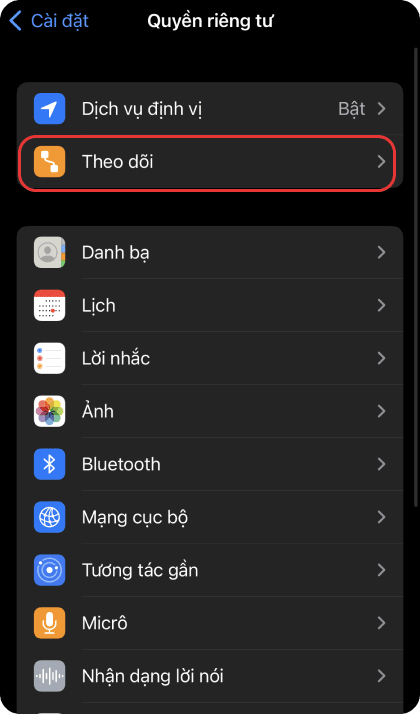 Cài đặt
Quyền riêng tư
Dịch vụ định vị
Bật
Theo dõi
Danh bạ
Lịch
Lời nhắc
Ảnh
Bluetooth
Mạng cục bộ
Tương tác gần
Micrô
Nhận dạng lời nói